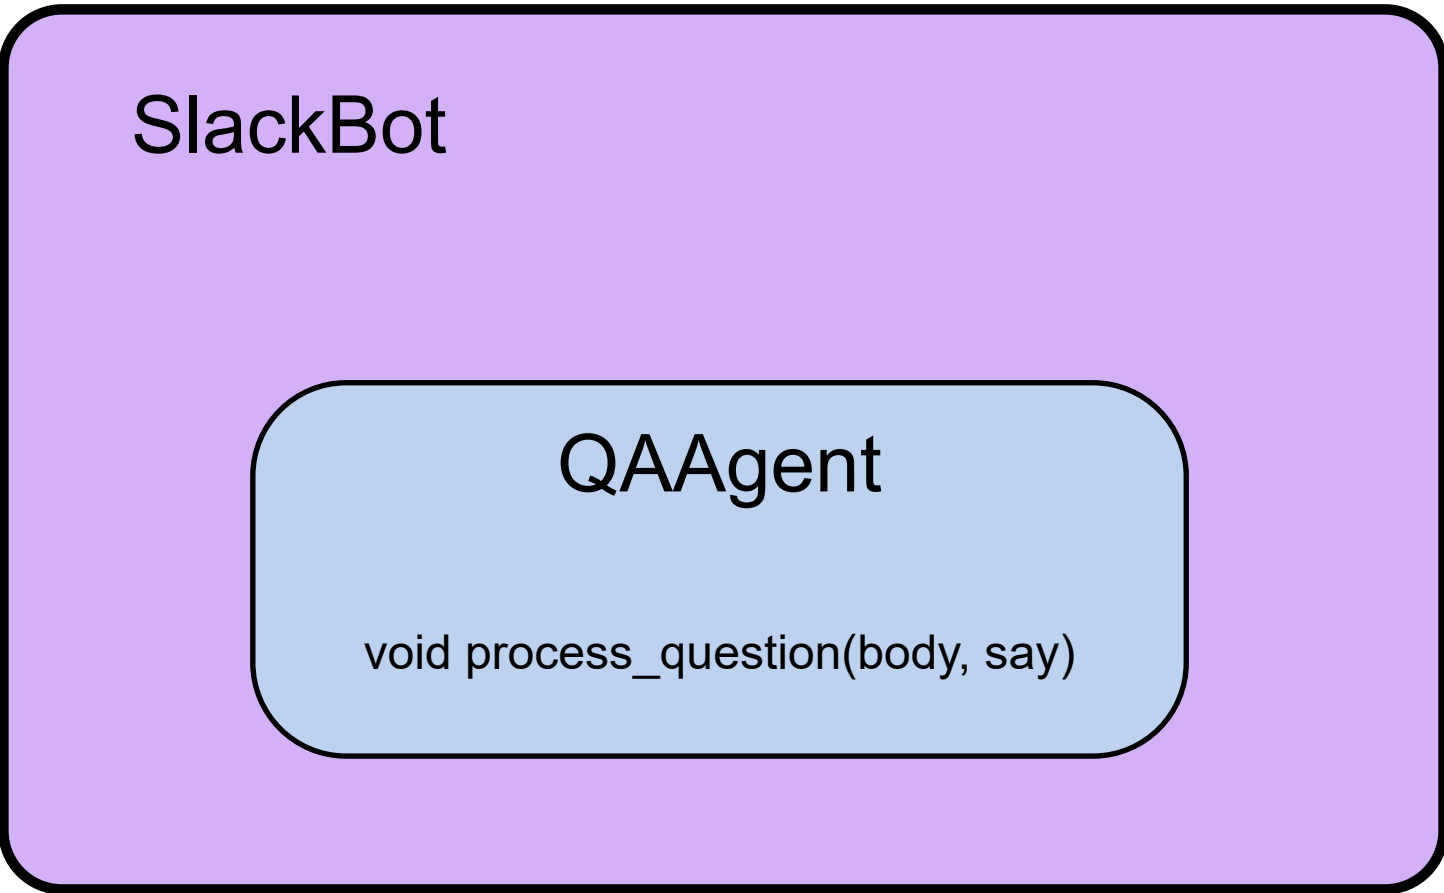 SlackBot
QAAgent
void process_question(body, say)